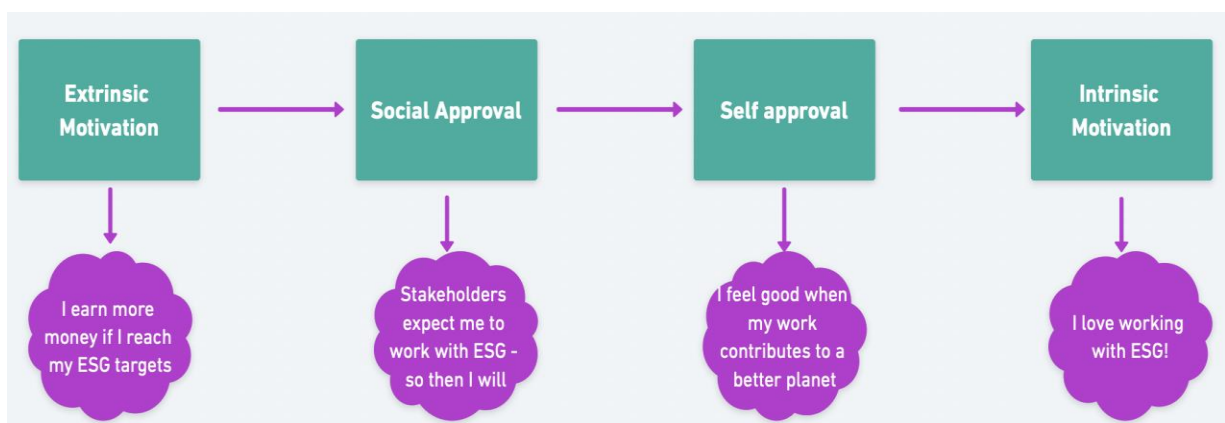 Extrinsic
Motivation
Social Approval
Self approval
Intrinsic
Motivation
I earn more
money if I reach
my ESG targets
Stakeholders
expect me to
work with ESG -
so then I will
I feel good when
my work
contributes to a
better planet
I love working
with ESG!